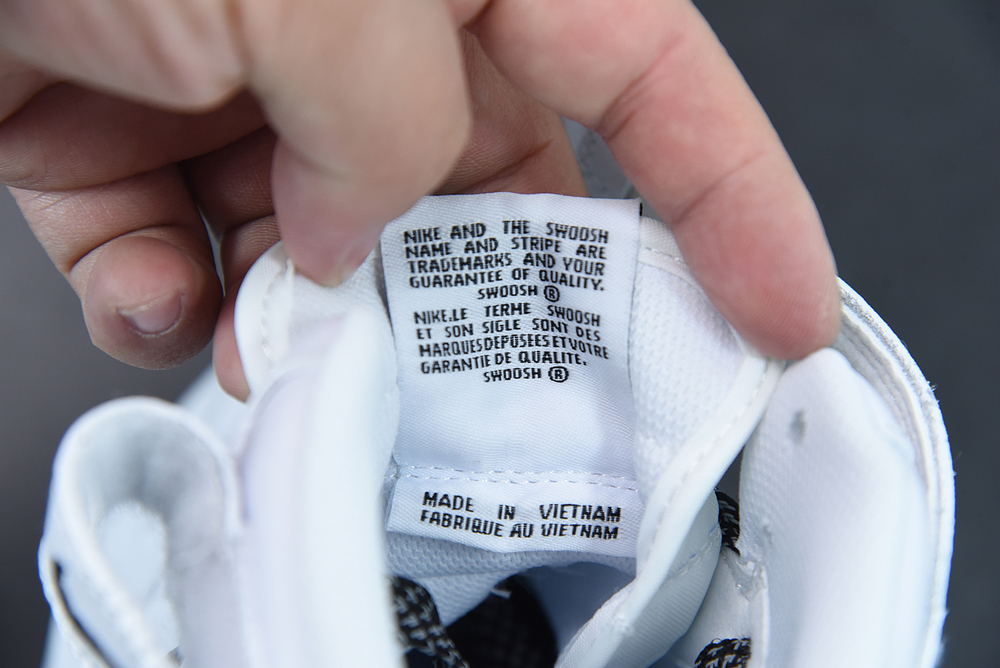 NIKE AND THE SWOOSH
NAME AND STRIPE ARE
TRADEMARKS AND YOUR
GUARANTEE OF QUALITY.
SWOOSH ®
NIKE.LE TERME SWOOSH
ET SON SIGLE SONT DES
MARQUES DEPOSEES ET VOTRE
GARANTIE DE QUALITE.
SWOOSH ®
MADE IN VIETNAM
FABRIQUE AU VIETNAM